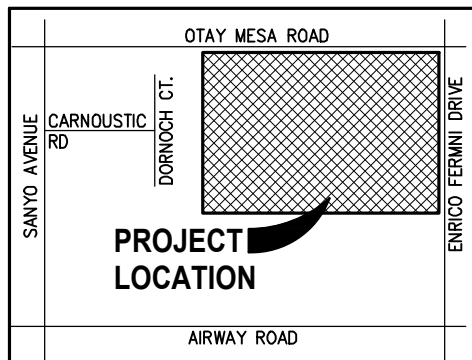 OTAY MESA ROAD
SANYO AVENUE
CARNOUSTIC
RD
DORNOCH CT.
ENRICO FERMNI DRIVE
PROJECT
LOCATION
AIRWAY ROAD